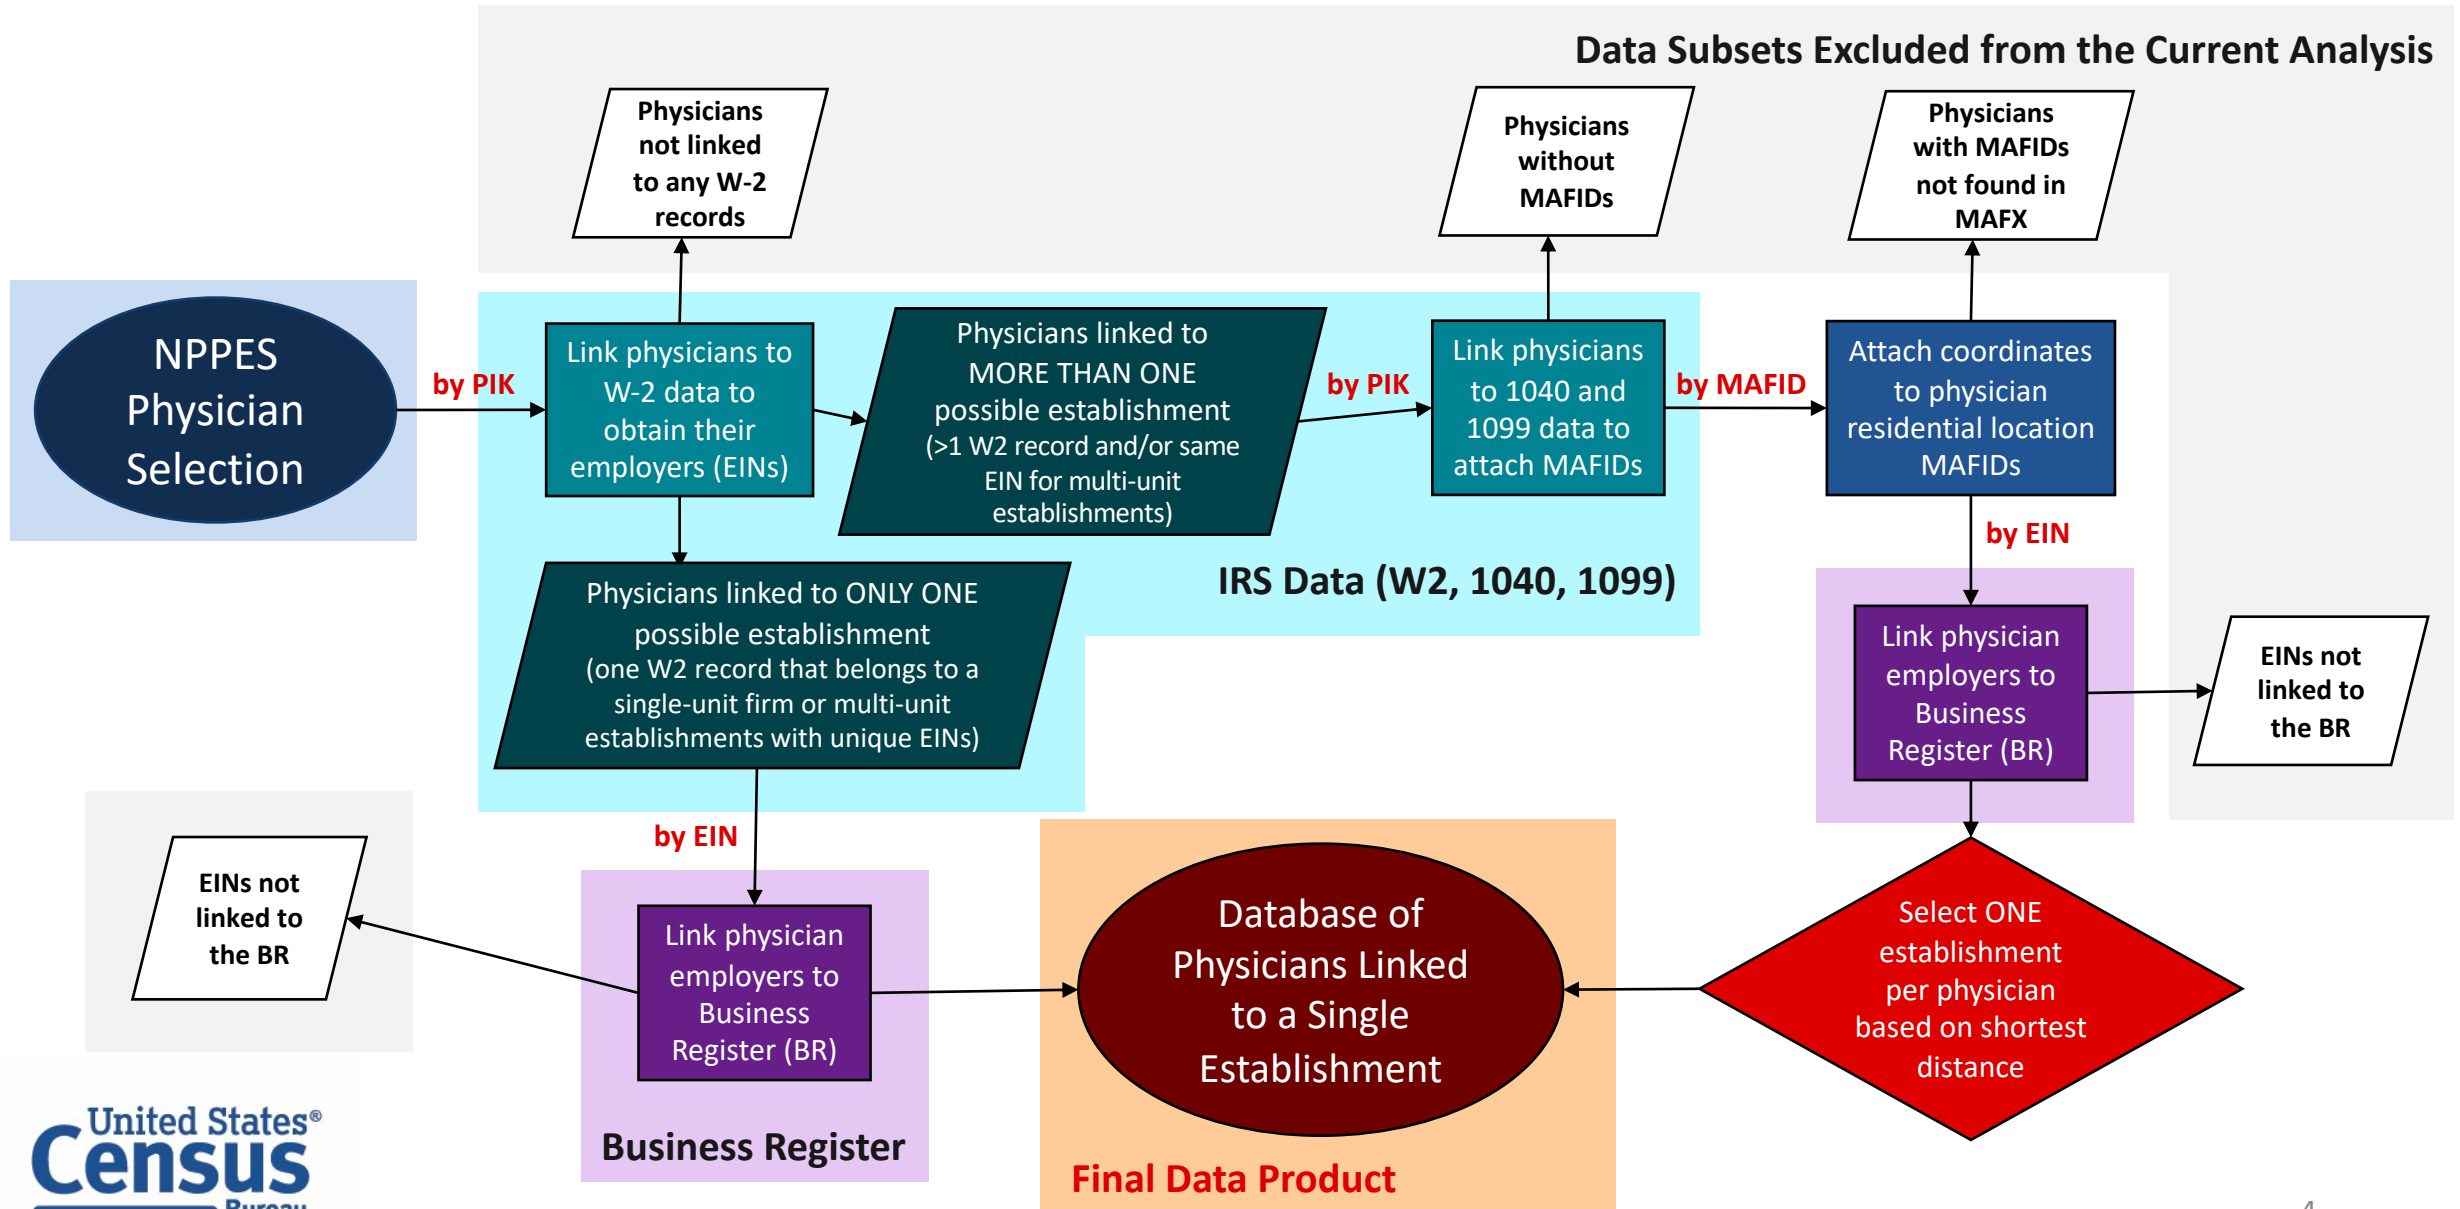 Data Subsets Excluded from the Current Analysis
Physicians
not linked
to any W-2
records
Physicians
without
MAFIDs
Physicians
with MAFIDs
not found in
MAFX
NPPES
Physician
Selection
by PIK
Link physicians to
W-2 data to
obtain their
employers (EINs)
Physicians linked to
MORE THAN ONE
possible establishment
(>1 W2 record and/or same
EIN for multi-unit
establishments)
by PIK
Link physicians
to 1040 and
1099 data to
attach MAFIDs
by MAFID
Attach coordinates
to physician
residential location
MAFIDs
by EIN
IRS Data (W2, 1040, 1099)
Physicians linked to ONLY ONE
possible establishment
(one W2 record that belongs to a
single-unit firm or multi-unit
establishments with unique EINs)
Link physician
employers to
Business
Register (BR)
EINs not
linked to
the BR
by EIN
EINs not
linked to
the BR
Link physician
employers to
Business
Register (BR)
Business Register
Database of
Physicians Linked
to a Single
Establishment
Final Data Product
Select ONE
establishment
per physician
based on shortest
distance
United States®
Census
Bureau
4